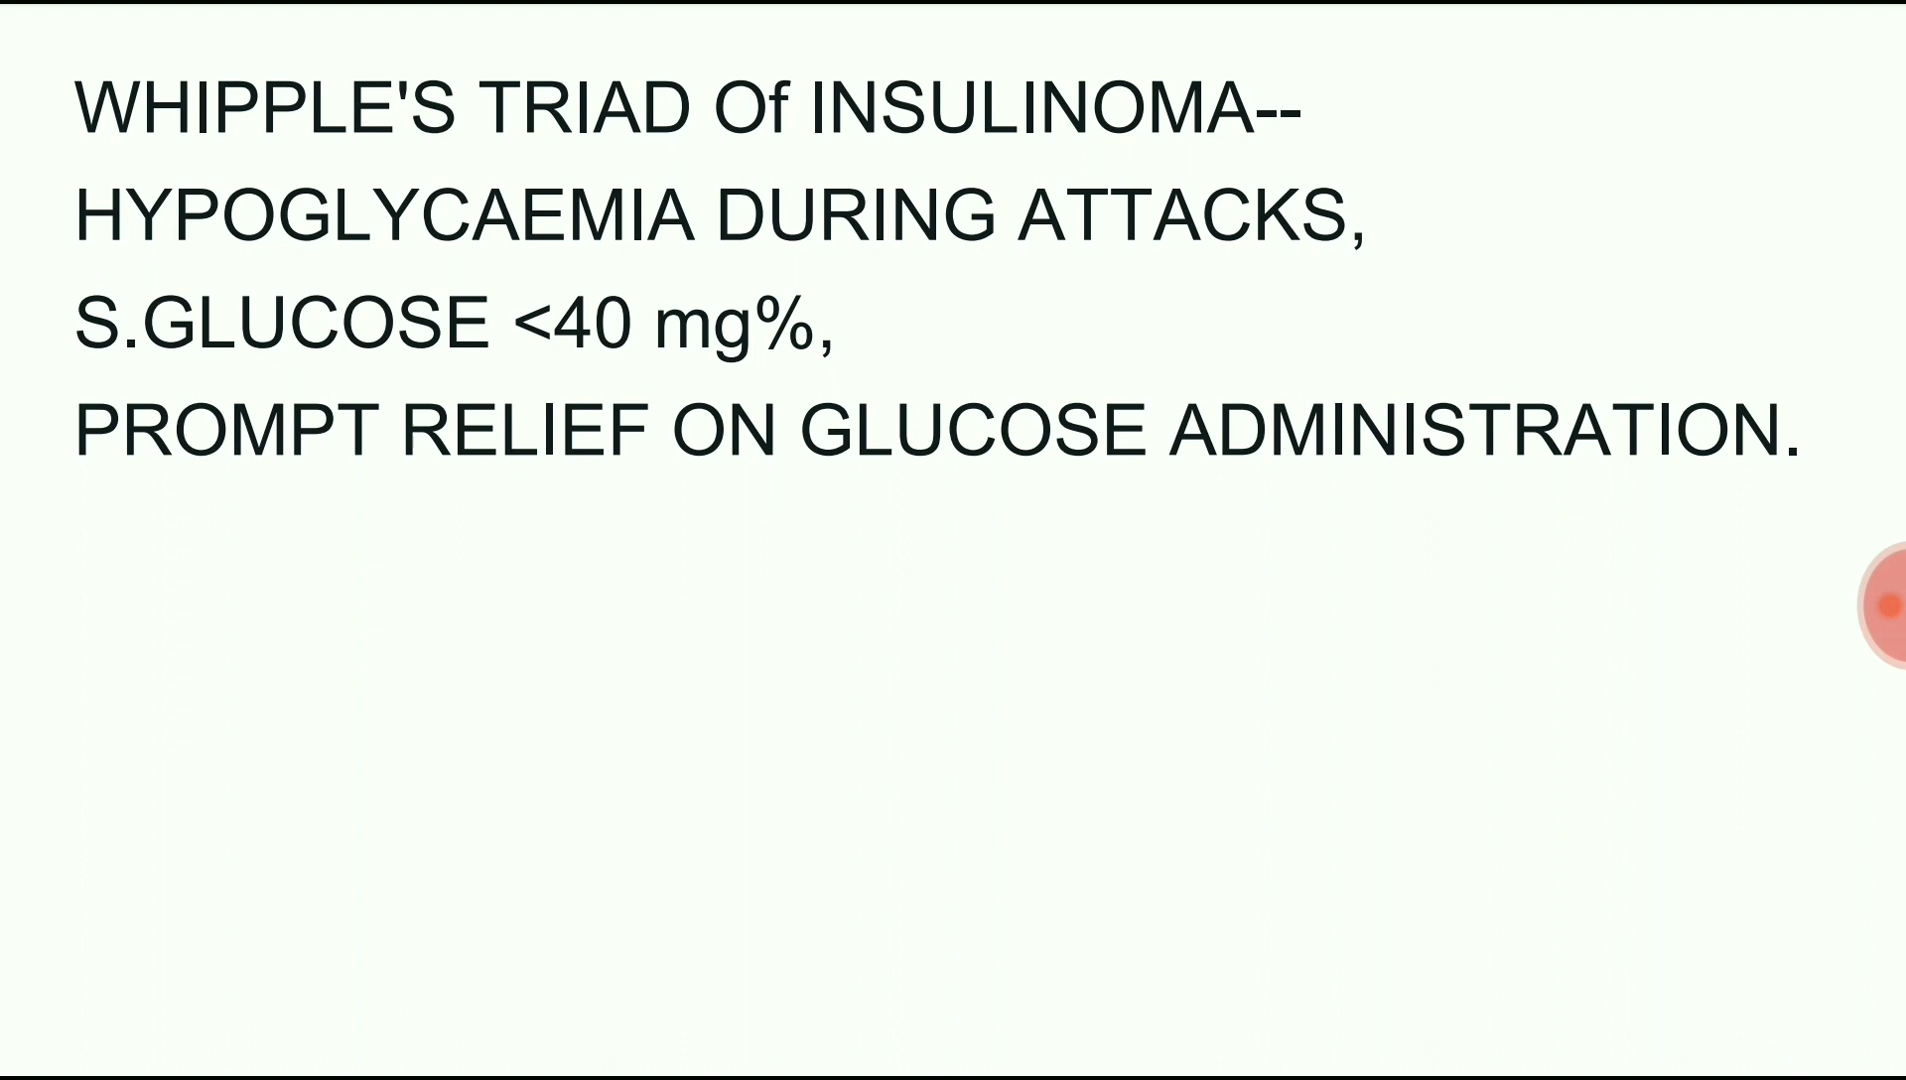 WHIPPLE'S TRIAD Of INSULINOMA--
HYPOGLYCAEMIA DURING ATTACKS,
S.GLUCOSE <40 mg%,
PROMPT RELIEF ON GLUCOSE ADMINISTRATION.